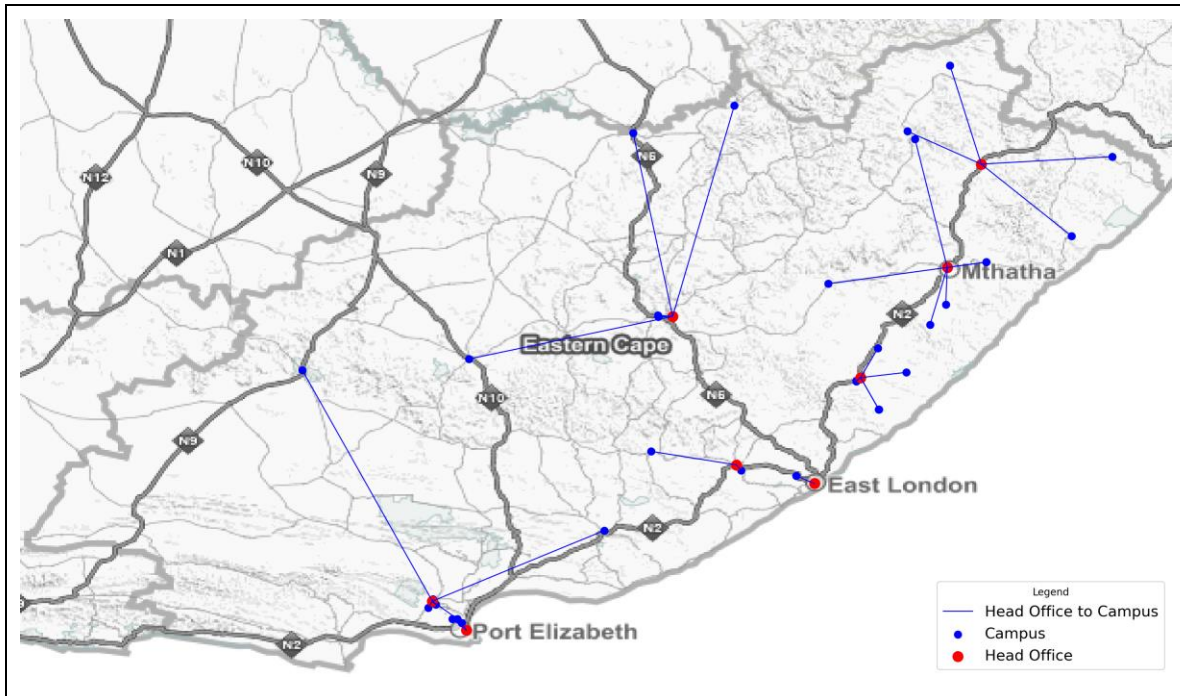 N6
N10
N9
N12
N1
Mthatha
N2
Eastern Cape
N10
N6
N9
East London
N2
Legend
Head Office to Campus
Campus
Head Office
Port Elizabeth
N2